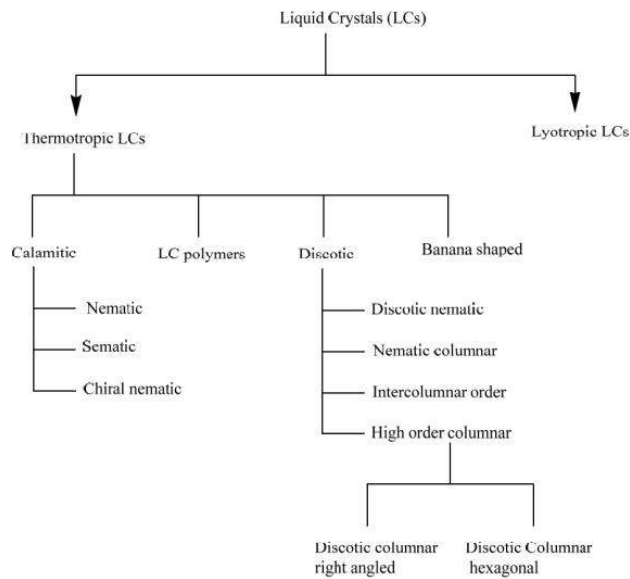 Liquid Crystals (LCs)
Thermotropic LCs
Lyotropic LCs
Calamitic
LC polymers
Discotic
Banana shaped
Nematic
Sematic
Chiral nematic
Discotic nematic
Nematic columnar
Intercolumnar order
High order columnar
Discotic columnar
right angled
Discotic Columnar
hexagonal